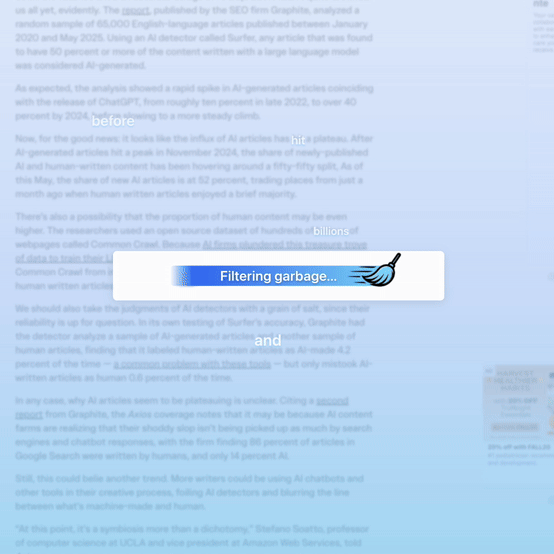 us all yet, evidently. The report, published by the SEO firm Graphite, analyzed a
random sample of 65,000 English-language articles published between January
2020 and May 2025. Using an AI detector called Surfer, any article that was found
to have 50 percent or more of the content written with a large language model
was considered AI-generated.
As expected, the analysis showed a rapid spike in AI-generated articles coinciding
with the release of ChatGPT, from roughly ten percent in late 2022, to over 40
percent by 2024, before slowing to a more steady climb.
before
Now, for the good news: it looks like the influx of AI articles has hit a plateau. After
AI-generated articles hit a peak in November 2024, the share of newly-published
AI and human-written content has been hovering around a fifty-fifty split. As of
this May, the share of new AI articles is at 52 percent, trading places from just a
month ago when human written articles enjoyed a brief majority.
There's also a possibility that the proportion of human content may be even
higher. The researchers used an open source dataset of hundreds of billions of
webpages called Common Crawl. Because AI firms plundered this treasure trove
of data to train their
Common Crawl from
human written articles
Filtering garbage...
We should also take the judgments of AI detectors with a grain of salt, since their
reliability is up for question. In its own testing of Surfer's accuracy, Graphite had
the detector analyze a sample of AI-generated articles and another sample of
and
human articles, finding that it labeled human-written articles as AI-made 4.2
percent of the time — a common problem with these tools — but only mistook AI-
written articles as human 0.6 percent of the time.
In any case, why AI articles seem to be plateauing is unclear. Citing a second
report from Graphite, the Axios coverage notes that it may be because AI content
farms are realizing that their shoddy slop isn't being picked up as much by search
engines and chatbot responses, with the firm finding 86 percent of articles in
Google Search were written by humans, and only 14 percent AI.
Still, this could belie another trend. More writers could be using AI chatbots and
other tools in their creative process, foiling AI detectors and blurring the line
between what's machine-made and human.
"At this point, it's a symbiosis more than a dichotomy," Stefano Soatto, professor
of computer science at UCLA and vice president at Amazon Web Services, told
HARVEST
HEALTHIER
HABITS